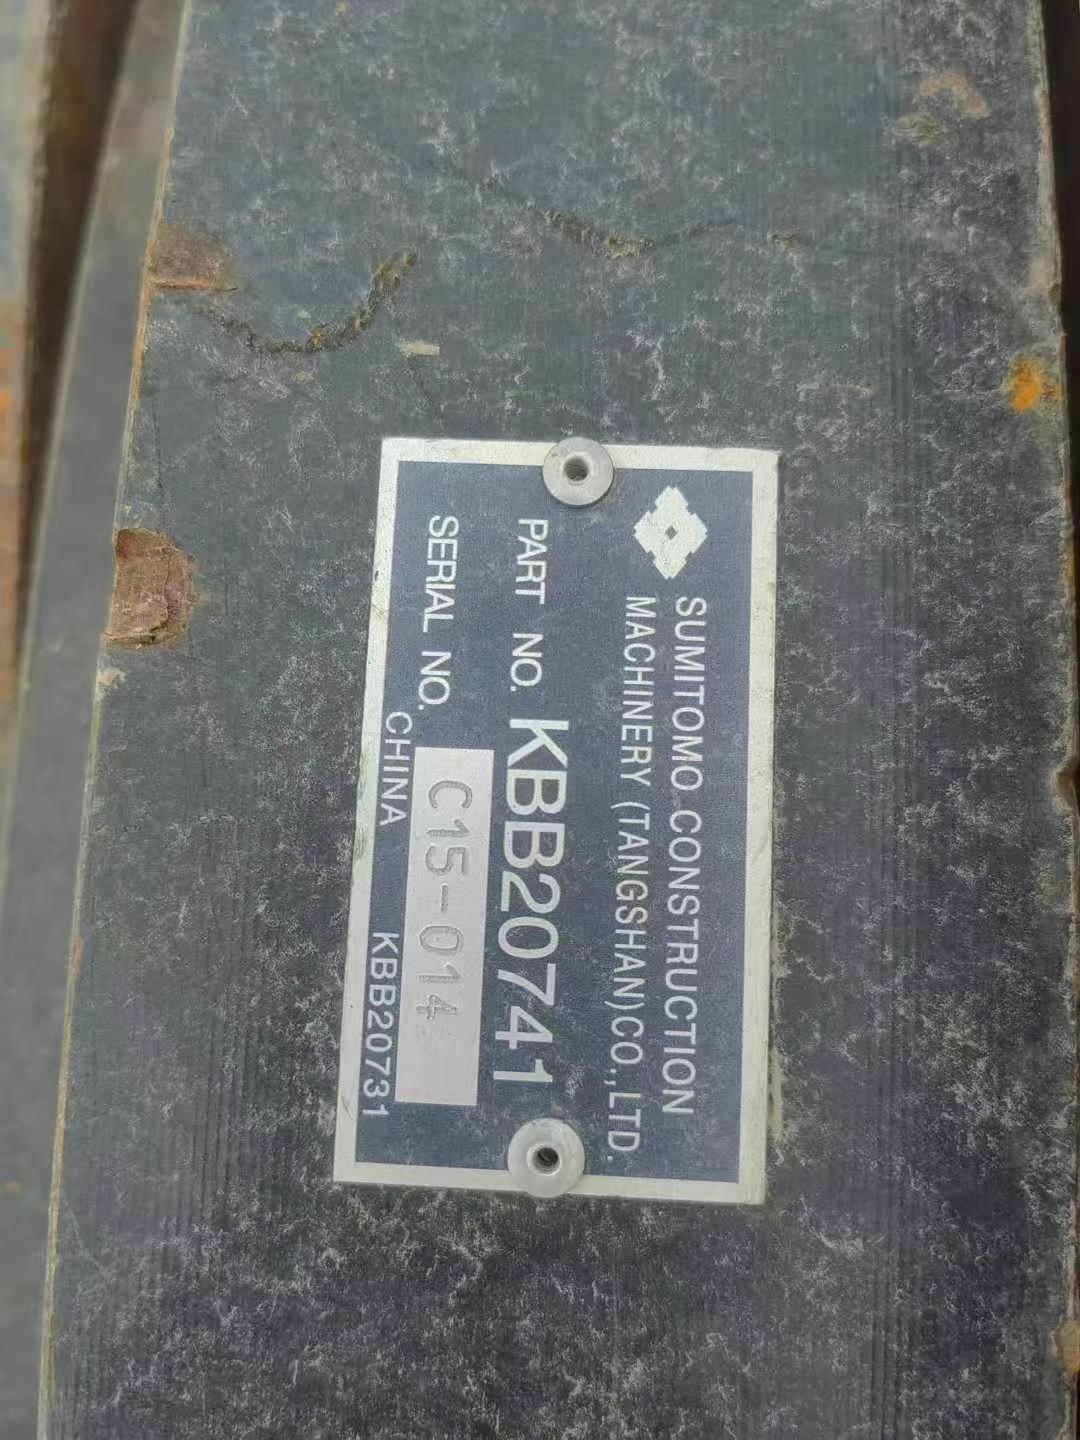 SUMITOMO CONSTRUCTION
MACHINERY (TANGSHAN)CO.,LTD.
PART NO. KBB20741
SERIAL NO. C15-014
CHINA KBB20731